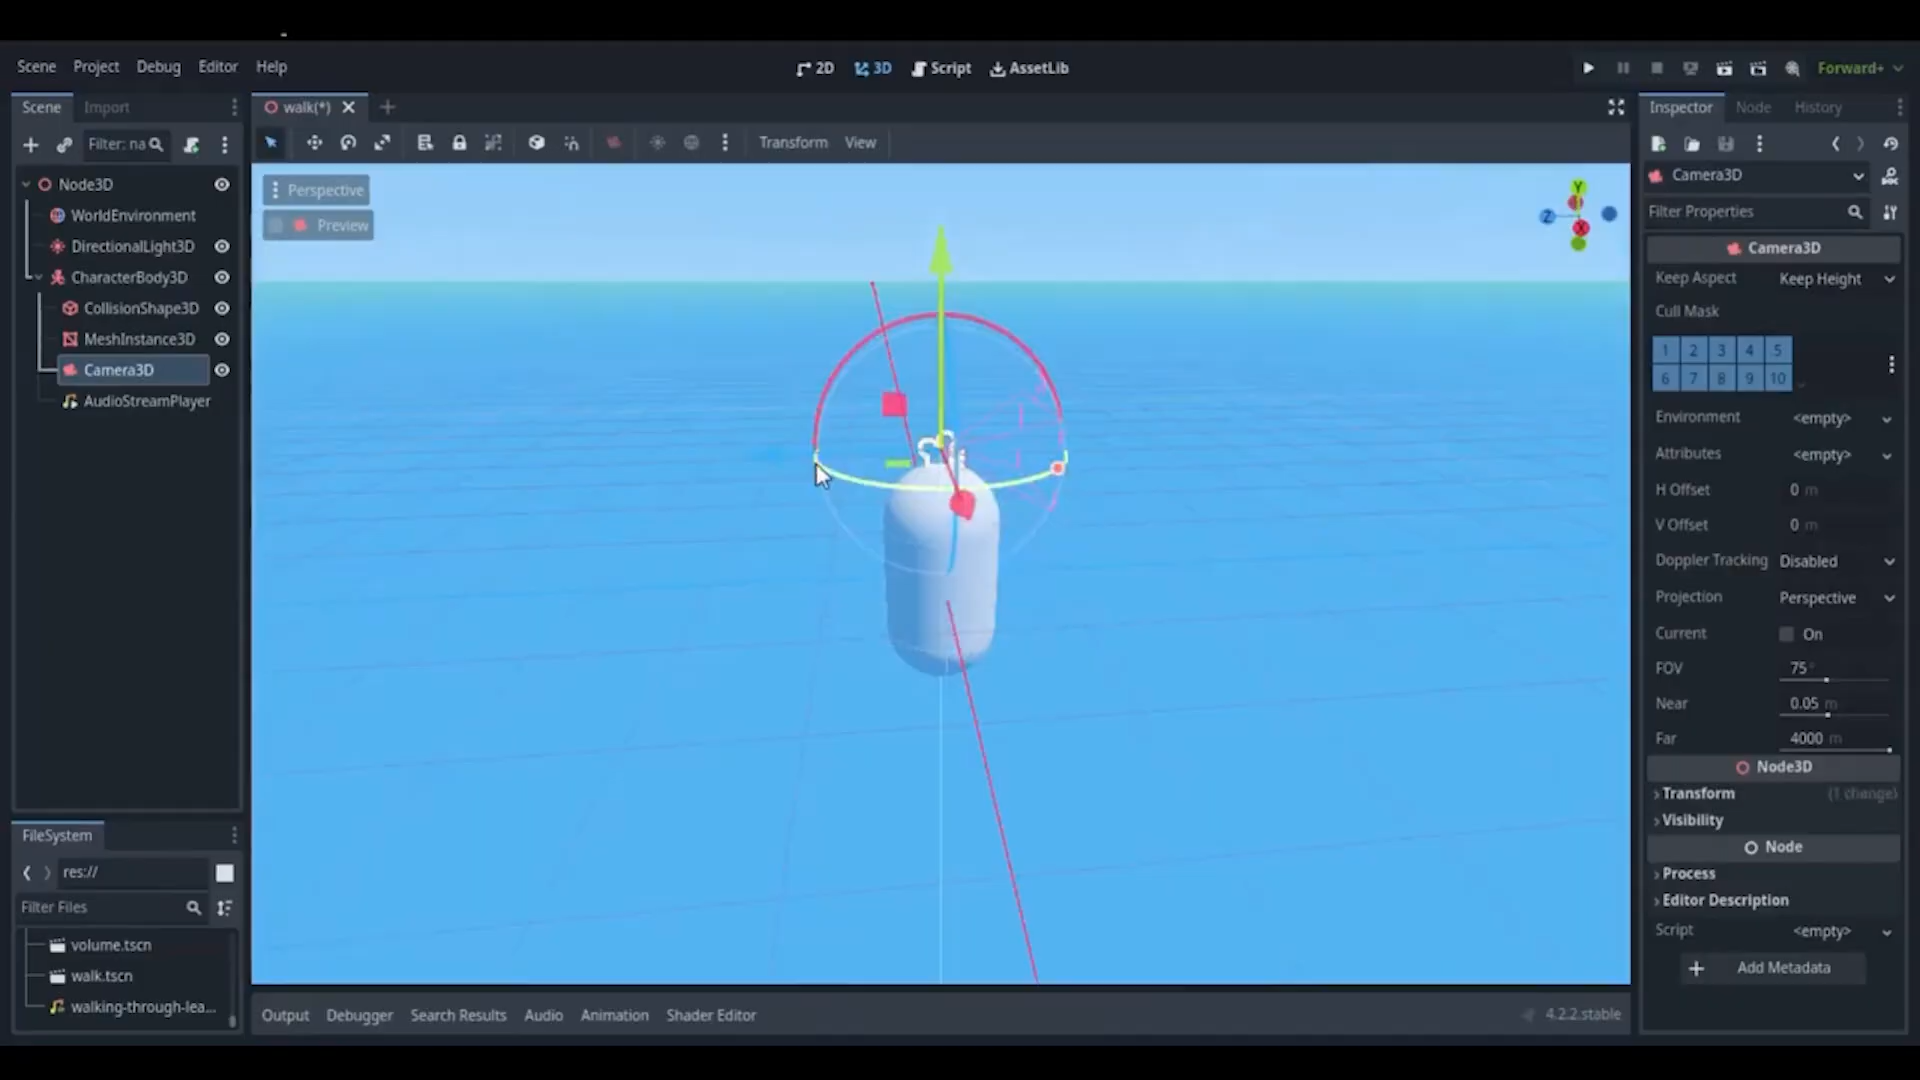 Scene Project Debug Editor Help
2D 3D Script AssetLib
Forward+
Scene Import
walk(*)
Inspector Node History
Filter: na
Transform View
Camera3D
Filter Properties
Node3D
WorldEnvironment
DirectionalLight3D
CharacterBody3D
CollisionShape3D
MeshInstance3D
Camera3D
AudioStreamPlayer
Perspective
Preview
Y
Z
X
Camera3D
Keep Aspect Keep Height
Cull Mask
1 2 3 4 5
6 7 8 9 10
Environment <empty>
Attributes <empty>
H Offset 0 m
V Offset 0 m
Doppler Tracking Disabled
Projection Perspective
Current On
FOV 75 °
Near 0.05 m
Far 4000 m
Node3D
Transform (1 change)
Visibility
Node
Process
Editor Description
Script <empty>
Add Metadata
FileSystem
res://
Filter Files
volume.tscn
walk.tscn
walking-through-lea...
Output Debugger Search Results Audio Animation Shader Editor
4.2.2.stable